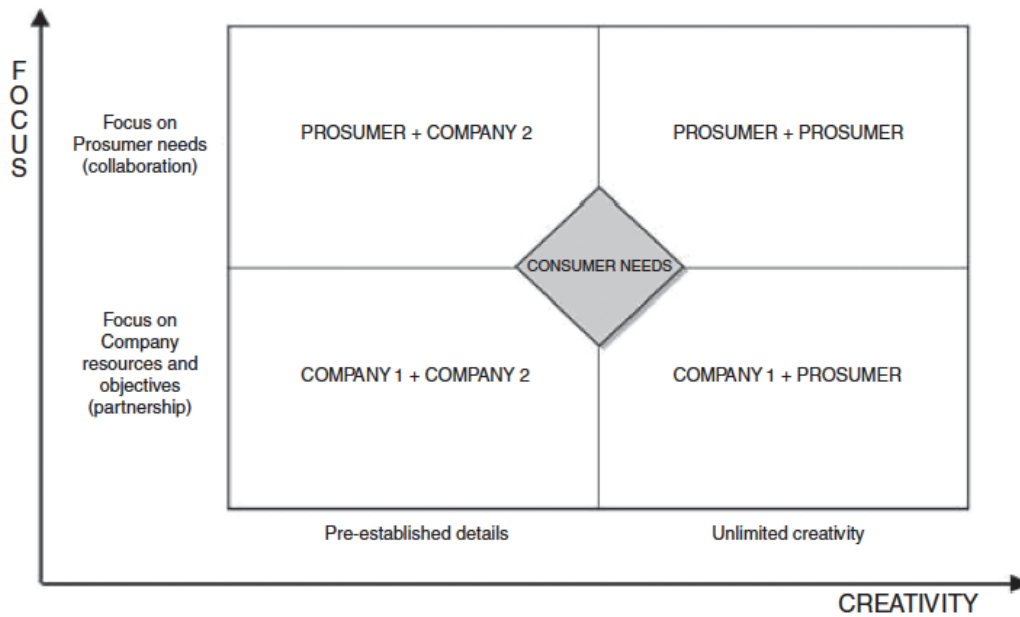 FOCUS
Focus on
Prosumer needs
(collaboration)
PROSUMER + COMPANY 2
PROSUMER + PROSUMER
CONSUMER NEEDS
Focus on
Company
resources and
objectives
(partnership)
COMPANY 1 + COMPANY 2
COMPANY 1 + PROSUMER
Pre-established details
Unlimited creativity
CREATIVITY